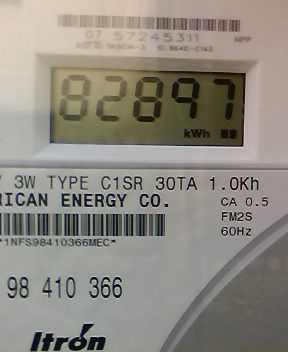 07 57245311
82897
kWh
3W TYPE C1SR 30TA 1.0Kh
RICAN ENERGY CO.
CA 0.5
FM2S
60Hz
*1NFS98410366MEC*
98 410 366
Itron